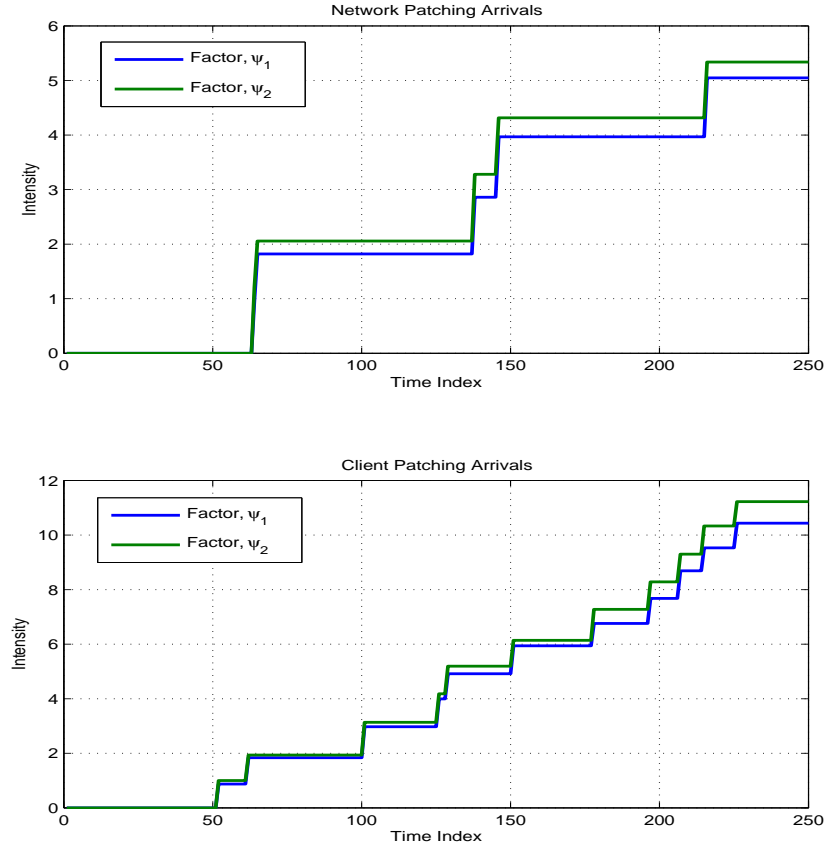 Network Patching Arrivals
6
5
4
3
2
1
0
Intensity
Factor, ψ₁
Factor, ψ₂
0 50 100 150 200 250
Time Index
Client Patching Arrivals
12
10
8
6
4
2
0
Intensity
Factor, ψ₁
Factor, ψ₂
0 50 100 150 200 250
Time Index